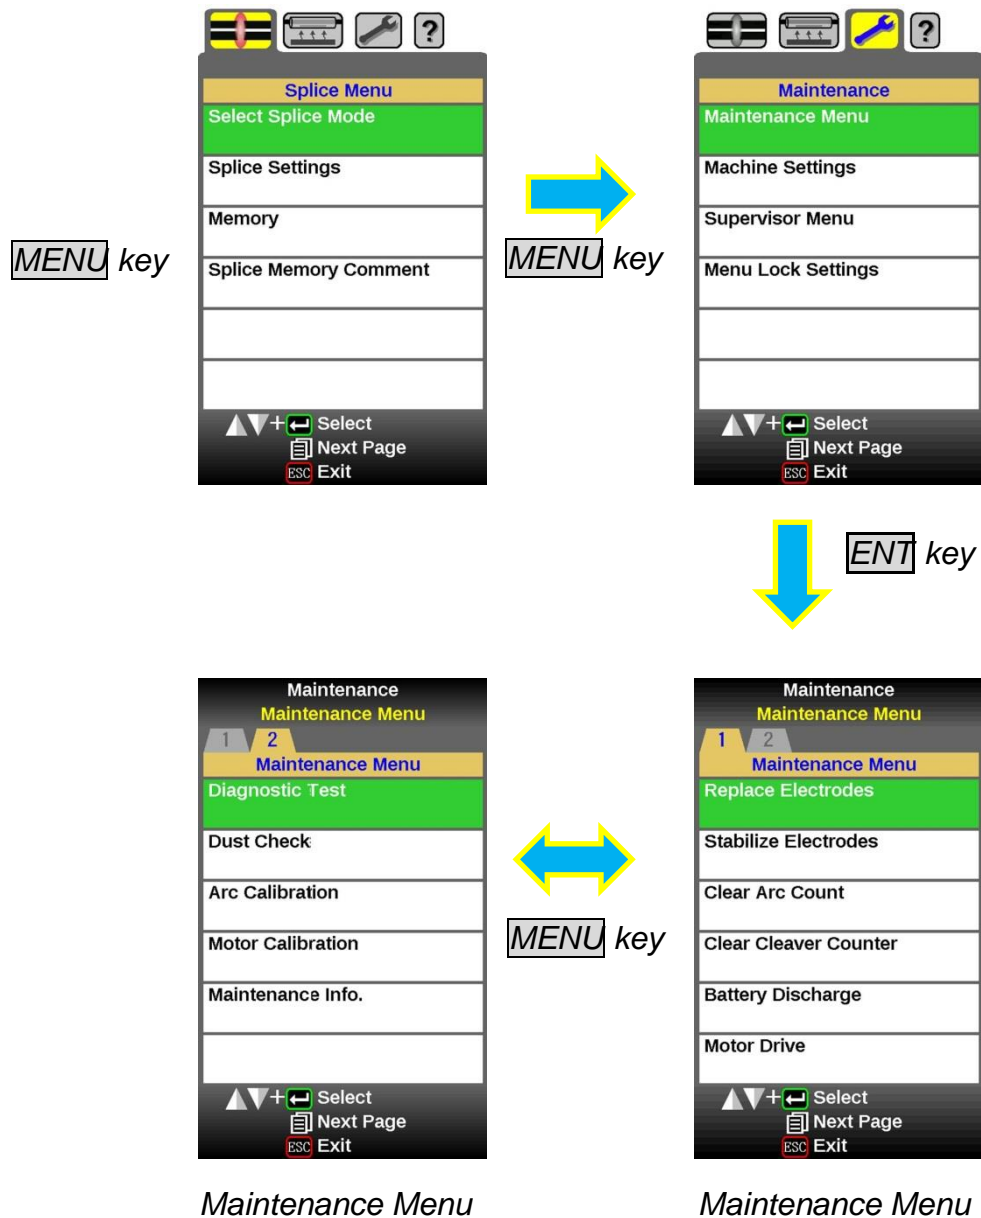 ?
Splice Menu
Select Splice Mode
Splice Settings
Memory
Splice Memory Comment
+ Select
Next Page
ESC Exit
MENU key
MENU key
?
Maintenance
Maintenance Menu
Machine Settings
Supervisor Menu
Menu Lock Settings
+ Select
Next Page
ESC Exit
ENT key
Maintenance
Maintenance Menu
1 2
Maintenance Menu
Diagnostic Test
Dust Check
Arc Calibration
Motor Calibration
Maintenance Info.
+ Select
Next Page
ESC Exit
Maintenance Menu
MENU key
Maintenance
Maintenance Menu
1 2
Maintenance Menu
Replace Electrodes
Stabilize Electrodes
Clear Arc Count
Clear Cleaver Counter
Battery Discharge
Motor Drive
+ Select
Next Page
ESC Exit
Maintenance Menu